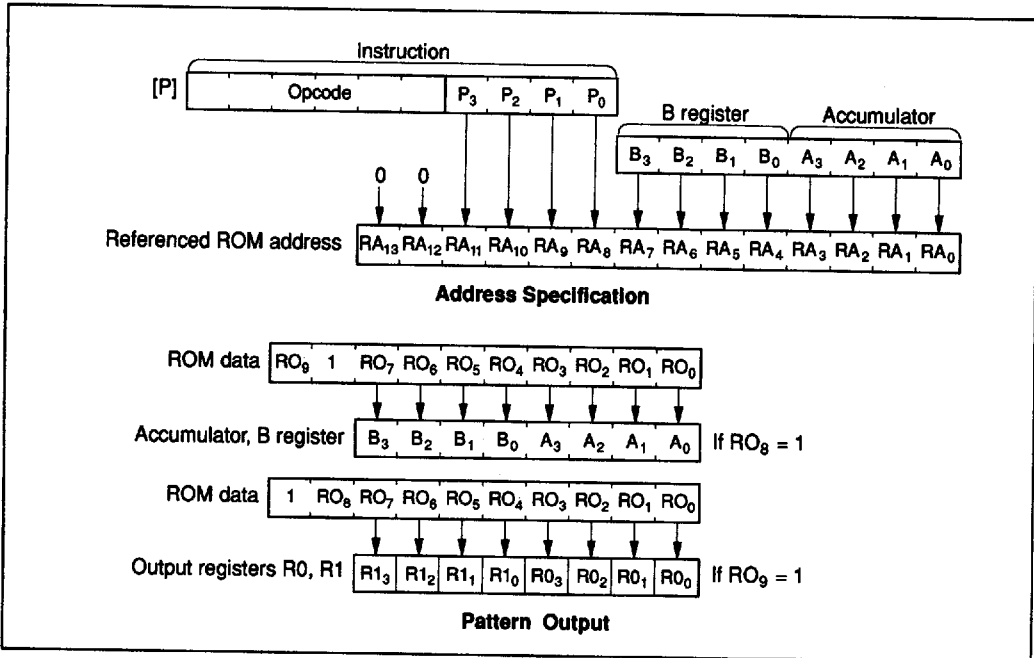 Instruction
[P] Opcode P₃ P₂ P₁ P₀
B register Accumulator
B₃ B₂ B₁ B₀ A₃ A₂ A₁ A₀
0 0
Referenced ROM address RA₁₃ RA₁₂ RA₁₁ RA₁₀ RA₉ RA₈ RA₇ RA₆ RA₅ RA₄ RA₃ RA₂ RA₁ RA₀
Address Specification
ROM data RO₉ 1 RO₇ RO₆ RO₅ RO₄ RO₃ RO₂ RO₁ RO₀
Accumulator, B register B₃ B₂ B₁ B₀ A₃ A₂ A₁ A₀ If RO₈ = 1
ROM data 1 RO₈ RO₇ RO₆ RO₅ RO₄ RO₃ RO₂ RO₁ RO₀
Output registers R0, R1 R1₃ R1₂ R1₁ R1₀ R0₃ R0₂ R0₁ R0₀ If RO₉ = 1
Pattern Output